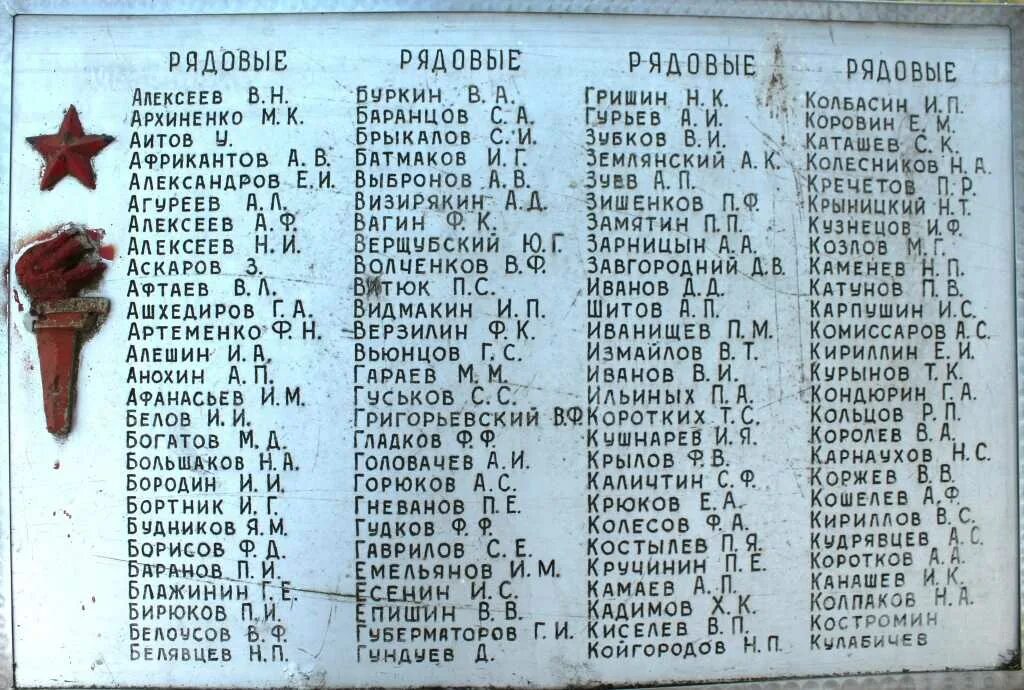 РЯДОВЫЕ
АЛЕКСЕЕВ В.Н.
АРХИНЕНКО М.К.
АИТОВ У.
АФРИКАНТОВ А.В.
АЛЕКСАНДРОВ Е.И.
АГУРЕЕВ А.Л.
АЛЕКСЕЕВ А.Ф.
АЛЕКСЕЕВ Н.И.
АСКАРОВ З.
АФТАЕВ В.Л.
АШХЕДИРОВ Г.А.
АРТЕМЕНКО Ф.Н.
АЛЕШИН И.А.
АНОХИН А.П.
АФАНАСЬЕВ И.М.
БЕЛОВ И.И.
БОГАТОВ М.Д.
БОЛЬШАКОВ Н.А.
БОРОДИН И.И.
БОРТНИК И.Г.
БУДНИКОВ Я.М.
БОРИСОВ Ф.Д.
БАРАНОВ П.И.
БЛАЖИНИН Г.Е.
БИРЮКОВ П.И.
БЕЛОУСОВ В.Ф.
БЕЛЯВЦЕВ Н.П.
РЯДОВЫЕ
БУРКИН В.А.
БАРАНЦОВ С.А.
БРЫКАЛОВ С.И.
БАТМАКОВ И.Г.
ВЫБРОНОВ А.В.
ВИЗИРЯКИН А.Д.
ВАГИН Ф.К.
ВЕРЩУБСКИЙ Ю.Г.
ВОЛЧЕНКОВ В.Ф.
ВИТЮК П.С.
ВИДМАКИН И.П.
ВЕРЗИЛИН Ф.К.
ВЬЮНЦОВ Г.С.
ГАРАЕВ М.М.
ГУСЬКОВ С.С.
ГРИГОРЬЕВСКИЙ В.Ф.
ГЛАДКОВ Ф.Ф.
ГОЛОВАЧЕВ А.И.
ГОРЮКОВ А.С.
ГНЕВАНОВ П.Е.
ГУДКОВ Ф.Ф.
ГАВРИЛОВ С.Е.
ЕМЕЛЬЯНОВ И.М.
ЕСЕНИН И.С.
ЕПИШИН В.В.
ГУБЕРМАТОРОВ Г.И.
ГУНДУЕВ Д.
РЯДОВЫЕ
ГРИШИН Н.К.
ГУРЬЕВ А.И.
ЗУБКОВ В.И.
ЗЕМЛЯНСКИЙ А.К.
ЗУЕВ А.П.
ЗИШЕНКОВ П.Ф.
ЗАМЯТИН П.П.
ЗАРНИЦЫН А.А.
ЗАВГОРОДНИЙ Д.В.
ИВАНОВ Д.Д.
ШИТОВ А.П.
ИВАНИЩЕВ П.М.
ИЗМАЙЛОВ В.Т.
ИВАНОВ В.И.
ИЛЬИНЫХ П.А.
КОРОТКИХ Т.С.
КУШНАРЕВ И.Я.
КРЫЛОВ Ф.В.
КАЛИЧТИН С.Ф.
КРЮКОВ Е.А.
КОЛЕСОВ Ф.А.
КОСТЫЛЕВ П.Я.
КРУЧИНИН П.Е.
КАМАЕВ А.П.
КАДИМОВ Х.К.
КИСЕЛЕВ В.П.
КОЙГОРОДОВ Н.П.
РЯДОВЫЕ
КОЛБАСИН И.П.
КОРОВИН Е.М.
КАТАШЕВ С.К.
КОЛЕСНИКОВ Н.А.
КРЕЧЕТОВ П.Р.
КРЫНИЦКИЙ Н.Т.
КУЗНЕЦОВ И.Ф.
КОЗЛОВ М.Г.
КАМЕНЕВ Н.П.
КАТУНОВ П.В.
КАРПУШИН И.С.
КОМИССАРОВ А.С.
КИРИЛЛИН Е.И.
КУРЫНОВ Т.К.
КОНДЮРИН Г.А.
КОЛЬЦОВ Р.П.
КОРОЛЕВ В.А.
КАРНАУХОВ Н.С.
КОРЖЕВ В.В.
КОШЕЛЕВ А.Ф.
КИРИЛЛОВ В.С.
КУДРЯВЦЕВ А.С.
КОРОТКОВ А.А.
КАНАШЕВ И.К.
КОЛПАКОВ Н.А.
КОСТРОМИН
КУЛАБИЧЕВ